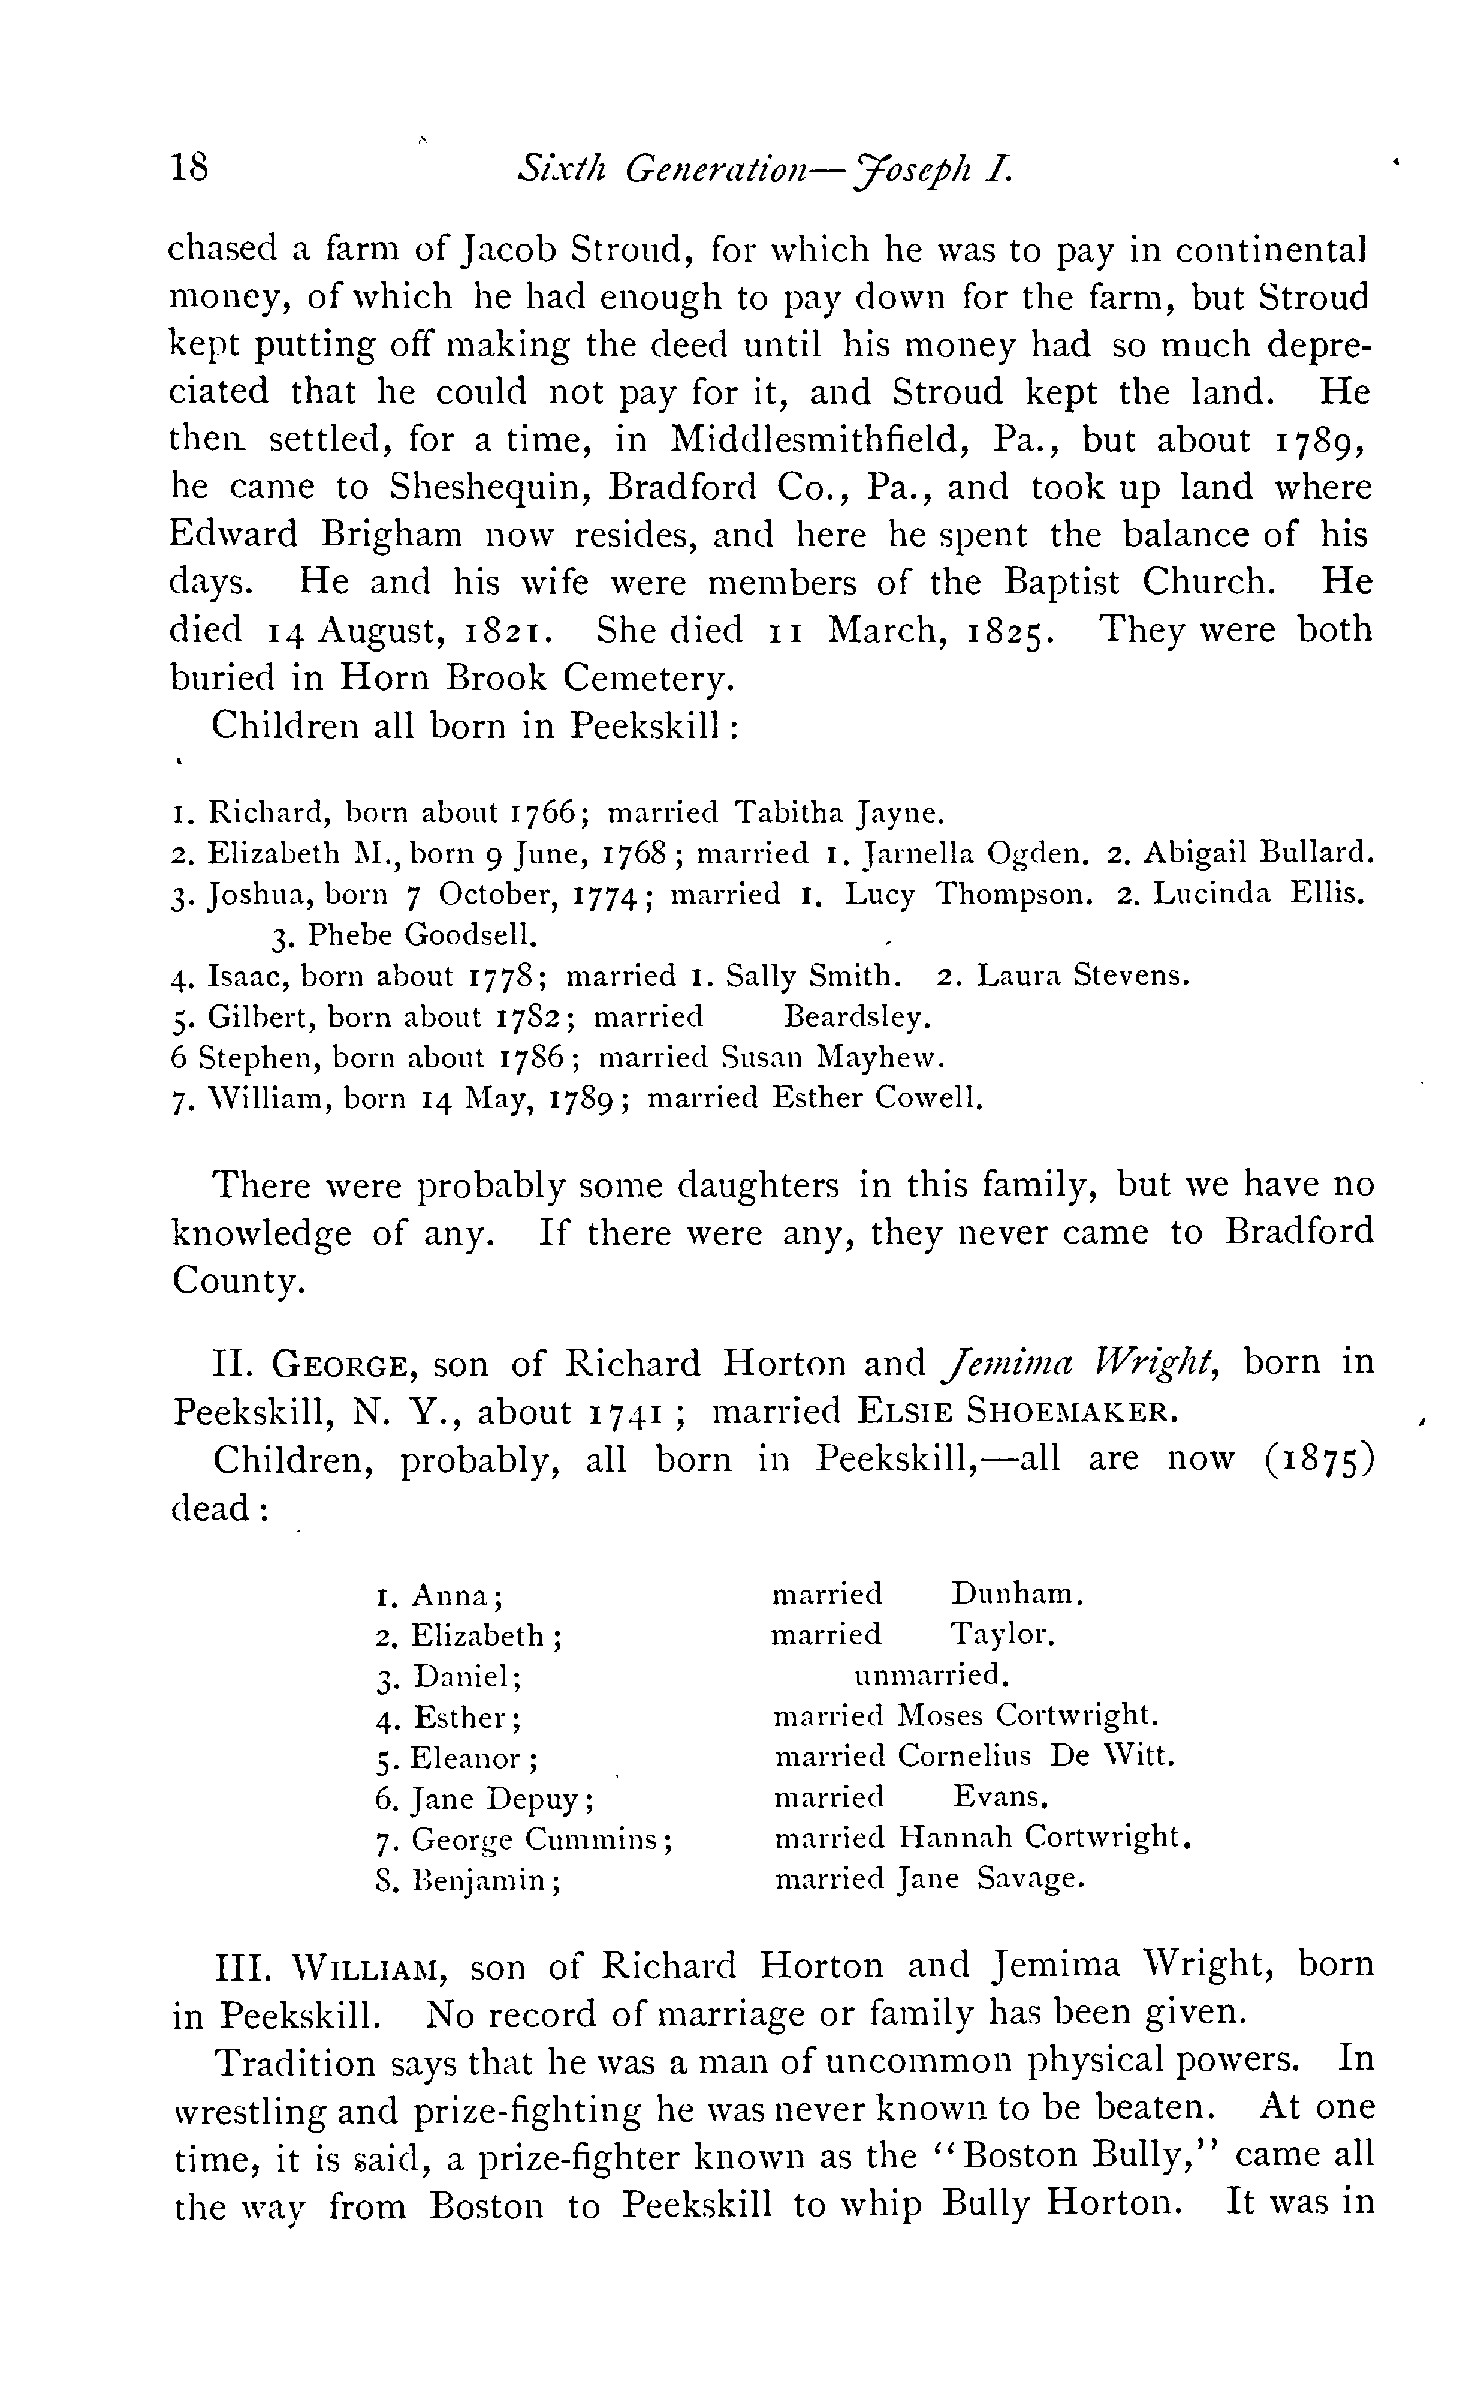 18 Sixth Generation—Joseph I.
chased a farm of Jacob Stroud, for which he was to pay in continental
money, of which he had enough to pay down for the farm, but Stroud
kept putting off making the deed until his money had so much depre-
ciated that he could not pay for it, and Stroud kept the land. He
then settled, for a time, in Middlesmithfield, Pa., but about 1789,
he came to Sheshequin, Bradford Co., Pa., and took up land where
Edward Brigham now resides, and here he spent the balance of his
days. He and his wife were members of the Baptist Church. He
died 14 August, 1821. She died 11 March, 1825. They were both
buried in Horn Brook Cemetery.
Children all born in Peekskill :
1. Richard, born about 1766; married Tabitha Jayne.
2. Elizabeth M., born 9 June, 1768 ; married 1. Jarnella Ogden. 2. Abigail Bullard.
3. Joshua, born 7 October, 1774 ; married 1. Lucy Thompson. 2. Lucinda Ellis.
3. Phebe Goodsell.
4. Isaac, born about 1778; married 1. Sally Smith. 2. Laura Stevens.
5. Gilbert, born about 1782; married Beardsley.
6 Stephen, born about 1786 ; married Susan Mayhew.
7. William, born 14 May, 1789 ; married Esther Cowell.
There were probably some daughters in this family, but we have no
knowledge of any. If there were any, they never came to Bradford
County.
II. GEORGE, son of Richard Horton and Jemima Wright, born in
Peekskill, N. Y., about 1741 ; married ELSIE SHOEMAKER.
Children, probably, all born in Peekskill,—all are now (1875)
dead :
1. Anna; married Dunham.
2. Elizabeth ; married Taylor.
3. Daniel; unmarried.
4. Esther; married Moses Cortwright.
5. Eleanor ; married Cornelius De Witt.
6. Jane Depuy; married Evans.
7. George Cummins; married Hannah Cortwright.
8. Benjamin; married Jane Savage.
III. WILLIAM, son of Richard Horton and Jemima Wright, born
in Peekskill. No record of marriage or family has been given.
Tradition says that he was a man of uncommon physical powers. In
wrestling and prize-fighting he was never known to be beaten. At one
time, it is said, a prize-fighter known as the "Boston Bully," came all
the way from Boston to Peekskill to whip Bully Horton. It was in